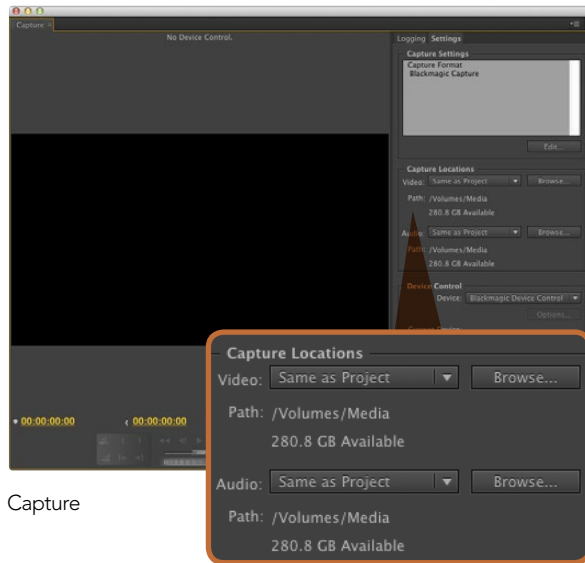 Capture
No Device Control.
Logging Settings
Capture Settings
Capture Format
Blackmagic Capture
Edit...
Capture Locations
Video: Same as Project Browse...
Path: /Volumes/Media
280.8 GB Available
Audio: Same as Project Browse...
Path: /Volumes/Media
280.8 GB Available
Device Control
Device: Blackmagic Device Control
Options...
00:00:00:00 00:00:00:00
Capture Locations
Video: Same as Project Browse...
Path: /Volumes/Media
280.8 GB Available
Audio: Same as Project Browse...
Path: /Volumes/Media
280.8 GB Available
Capture